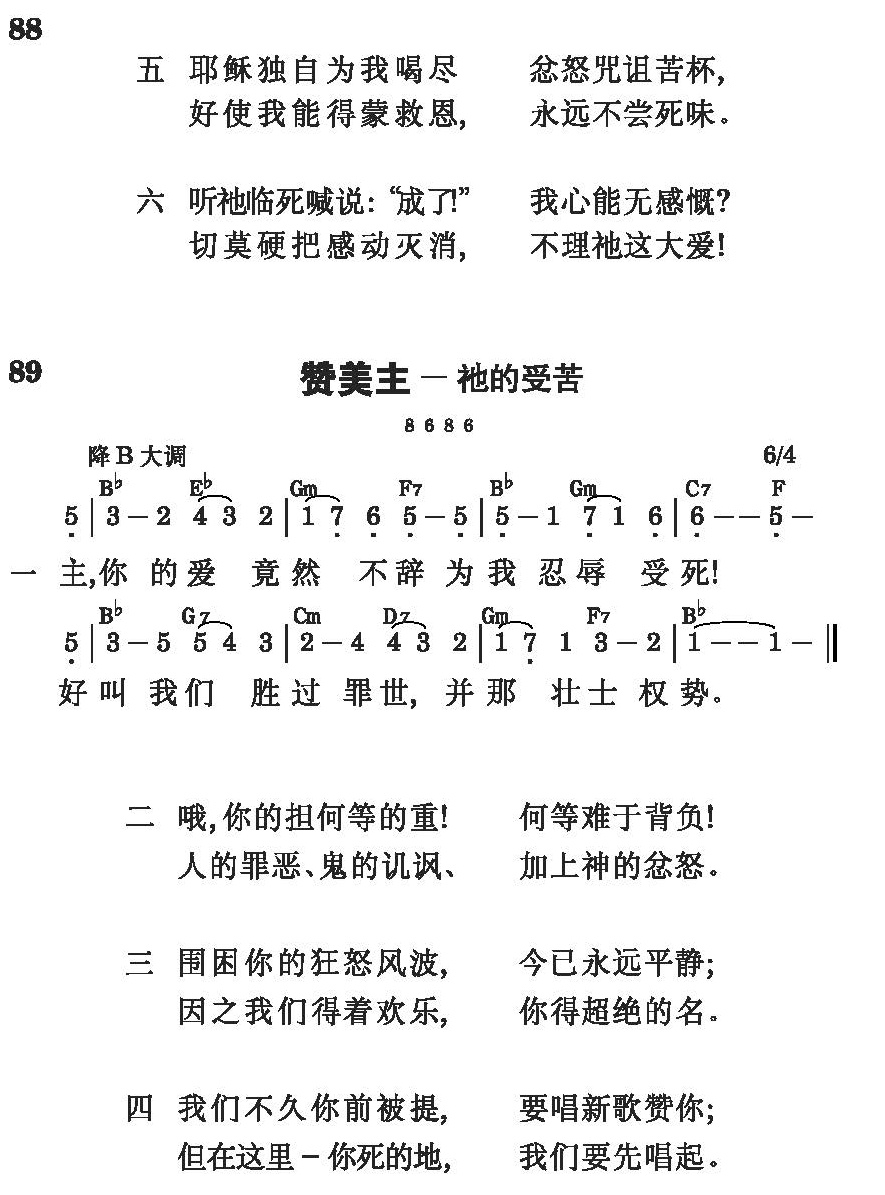 88
五 耶稣独自为我喝尽 忿怒咒诅苦杯,
好使我能得蒙救恩, 永远不尝死味。
六 听祂临死喊说:“成了!” 我心能无感慨?
切莫硬把感动灭消, 不理祂这大爱!
89
赞美主—祂的受苦
8 6 8 6
降B大调 6/4
B♭ E♭ Gm F7 B♭ Gm C7 F
5̣ | 3 – 2 4 3 2 | 1 7̣ 6̣ 5̣ – 5̣ | 5̣ – 1 7̣ 1 6̣ | 6̣ – – 5̣ –
一 主,你的爱竟然不辞为我忍辱受死!
B♭ G7 Cm D7 Gm F7 B♭
5̣ | 3 – 5 5 4 3 | 2 – 4 4 3 2 | 1 7̣ 1 3 – 2 | 1 – – 1 – ‖
好叫我们胜过罪世, 并那壮士权势。
二 哦,你的担何等的重! 何等难于背负!
人的罪恶、鬼的讥讽、 加上神的忿怒。
三 围困你的狂怒风波, 今已永远平静;
因之我们得着欢乐, 你得超绝的名。
四 我们不久你前被提, 要唱新歌赞你;
但在这里–你死的地, 我们要先唱起。